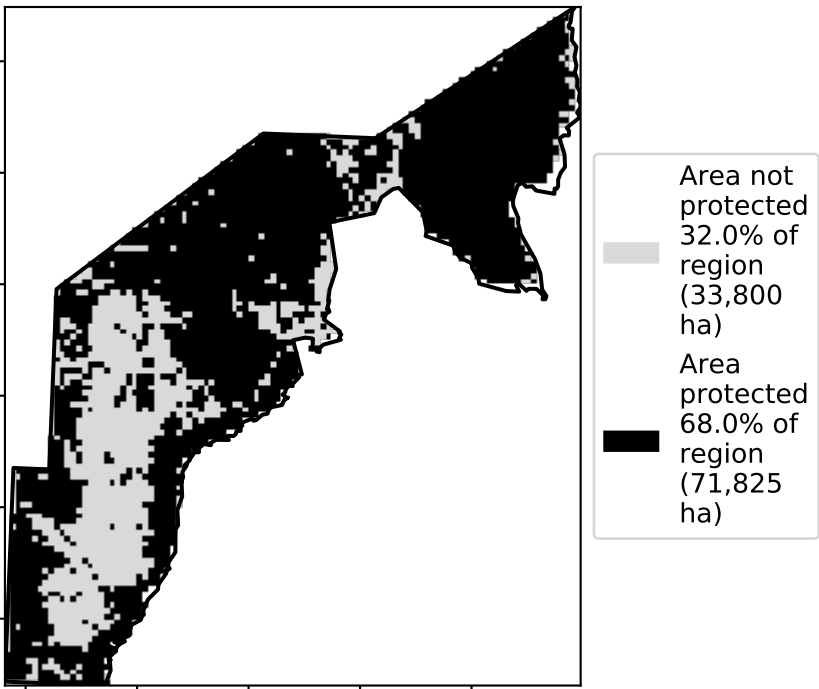 Area not
protected
32.0% of
region
(33,800
ha)
Area
protected
68.0% of
region
(71,825
ha)